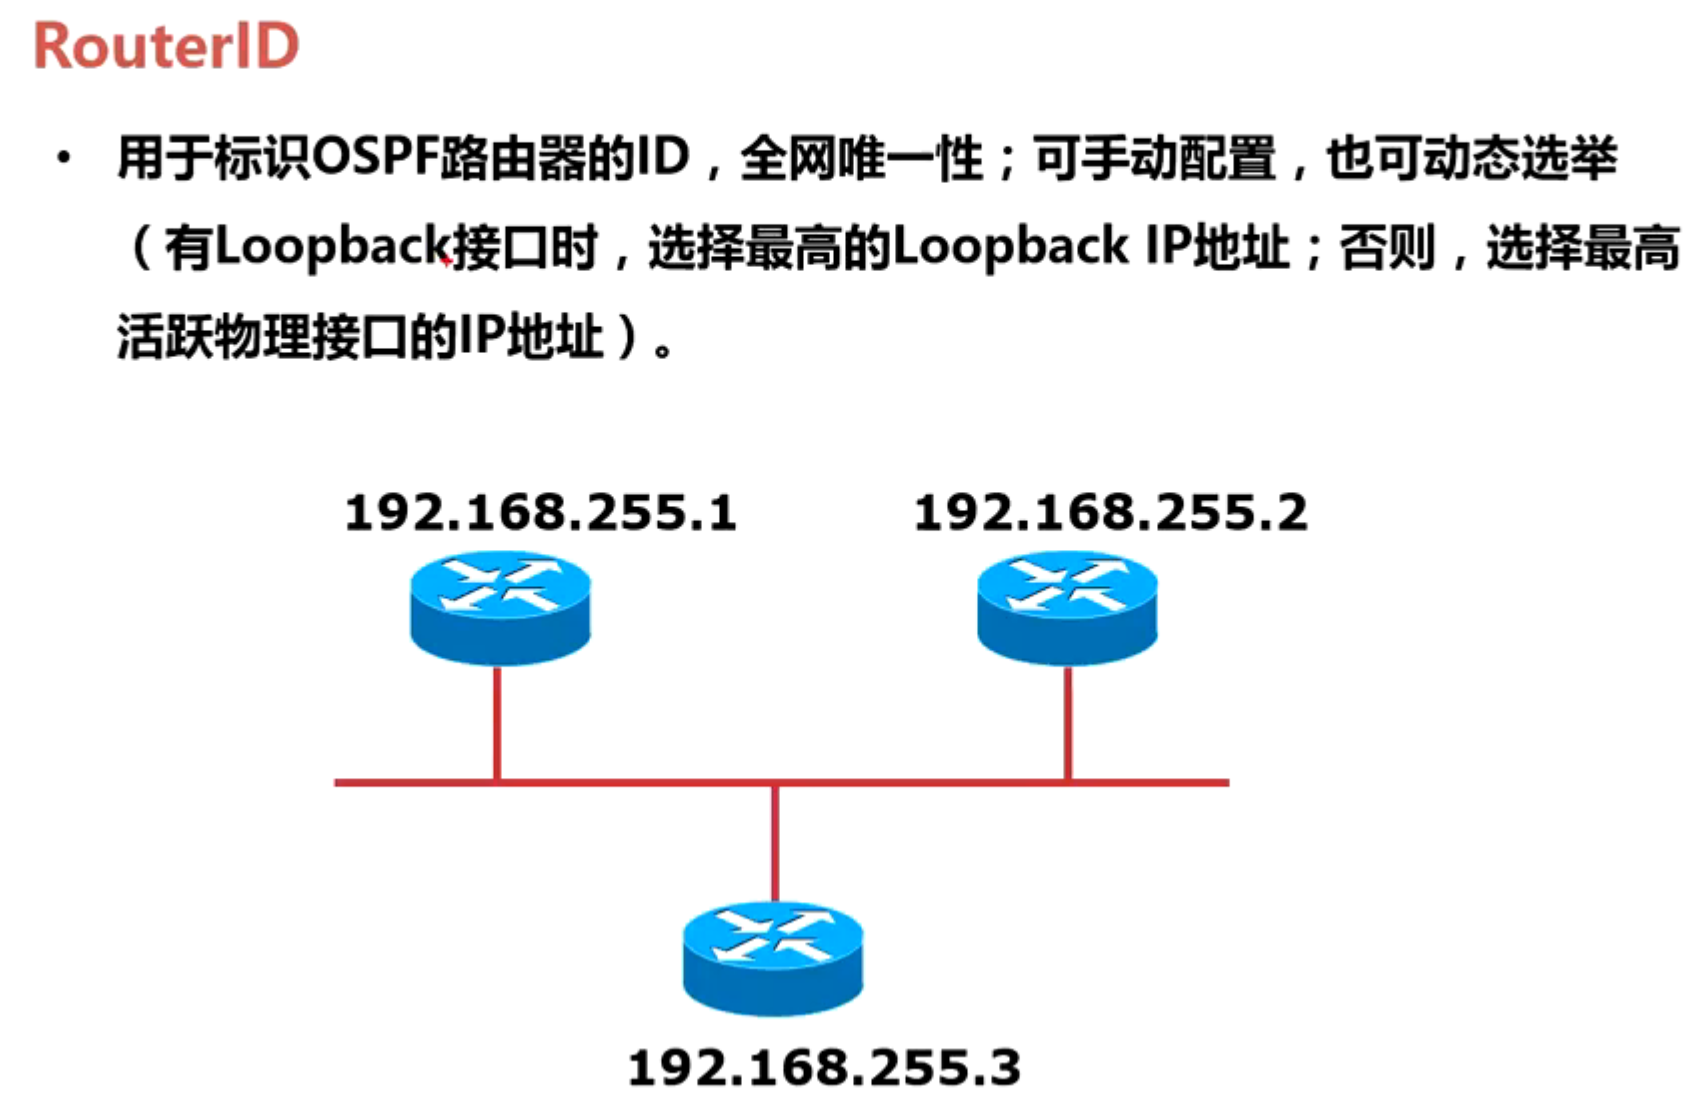 RouterID
• 用于标识OSPF路由器的ID，全网唯一性；可手动配置，也可动态选举
（有Loopback接口时，选择最高的Loopback IP地址；否则，选择最高
活跃物理接口的IP地址）。
192.168.255.1 192.168.255.2
192.168.255.3